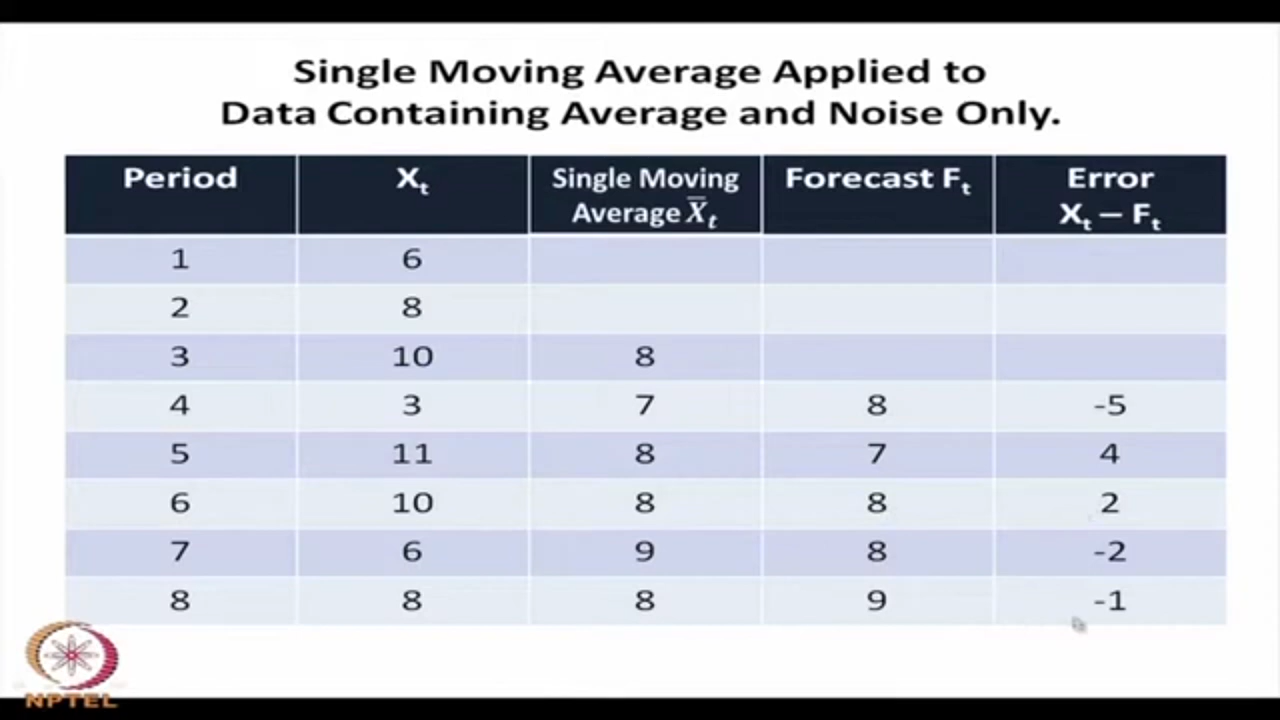 Single Moving Average Applied to
Data Containing Average and Noise Only.
Period Xt Single Moving Average X̄t Forecast Ft Error Xt – Ft
1 6
2 8
3 10 8
4 3 7 8 -5
5 11 8 7 4
6 10 8 8 2
7 6 9 8 -2
8 8 8 9 -1
NPTEL